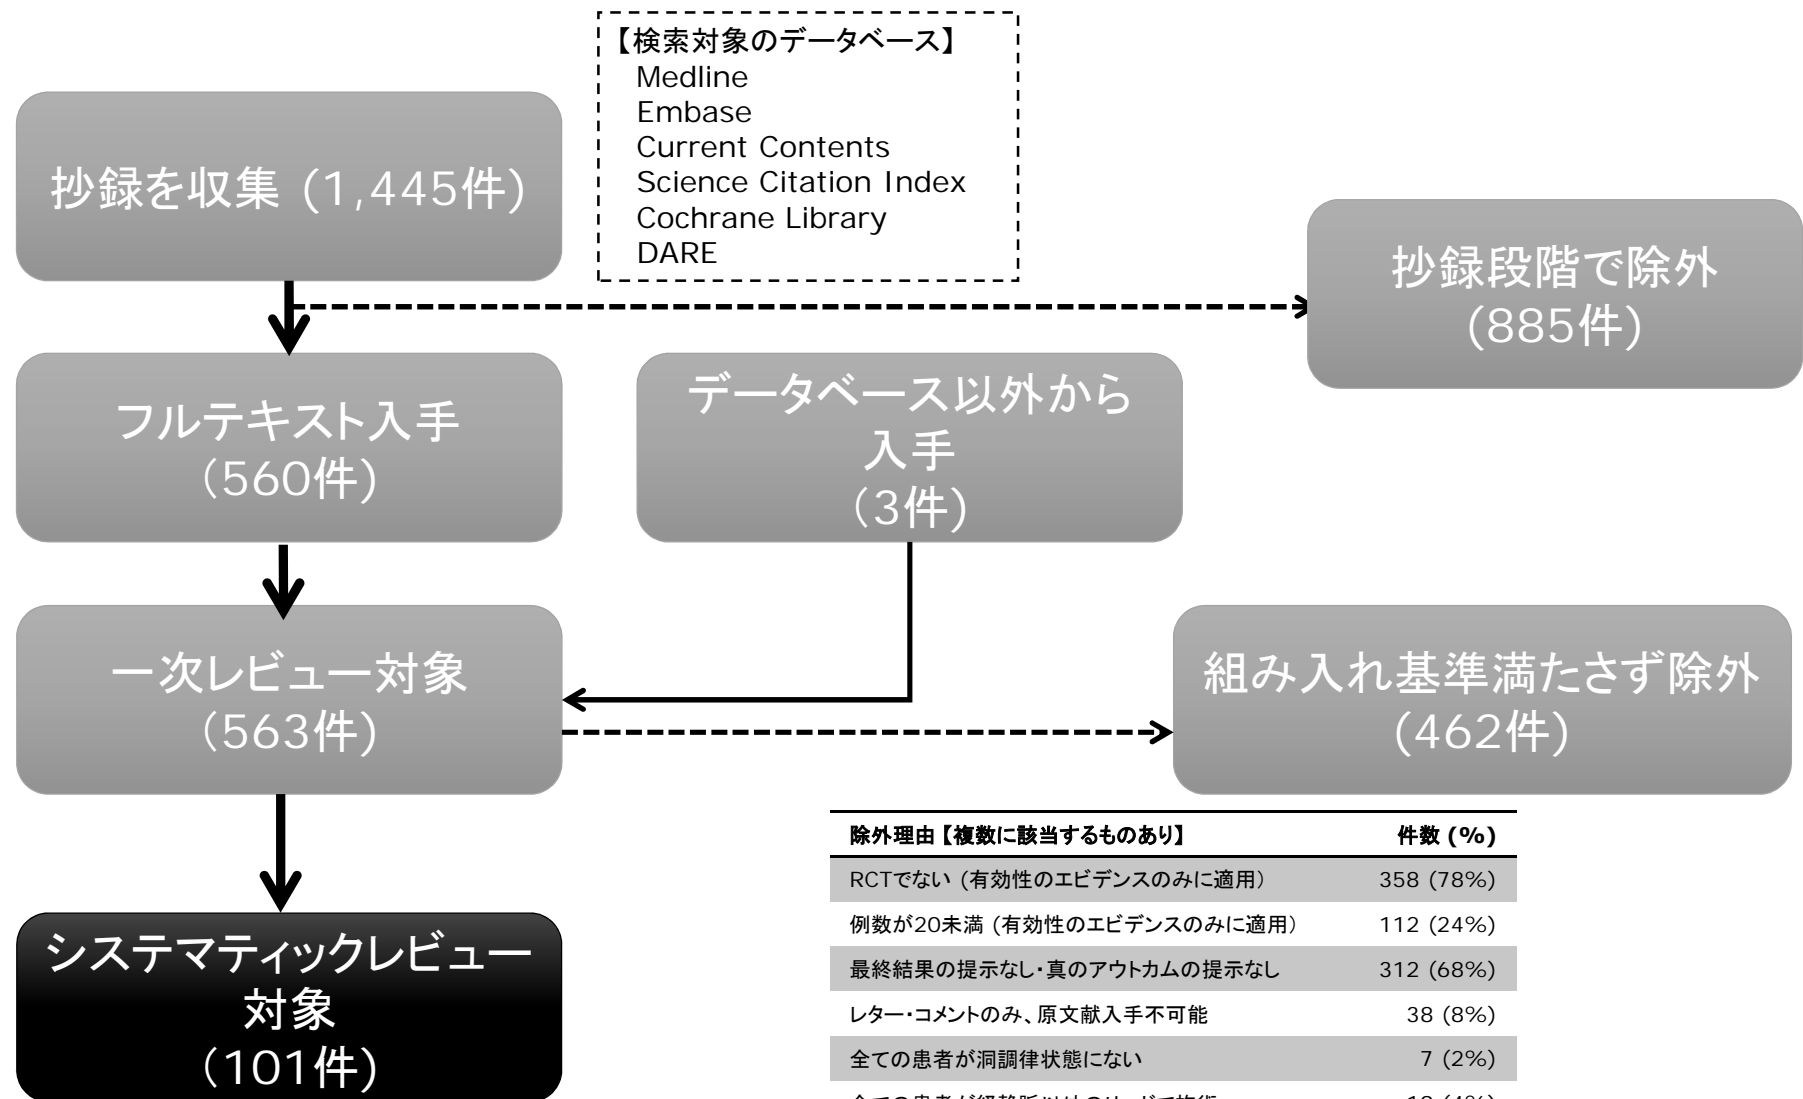 【検索対象のデータベース】
Medline
Embase
Current Contents
Science Citation Index
Cochrane Library
DARE
抄録を収集 (1,445件)
抄録段階で除外
(885件)
フルテキスト入手
(560件)
データベース以外から
入手
(3件)
一次レビュー対象
(563件)
組み入れ基準満たさず除外
(462件)
システマティックレビュー
対象
(101件)
除外理由【複数に該当するものあり】 件数 (%)
RCTでない (有効性のエビデンスのみに適用) 358 (78%)
例数が20未満 (有効性のエビデンスのみに適用) 112 (24%)
最終結果の提示なし・真のアウトカムの提示なし 312 (68%)
レター・コメントのみ、原文献入手不可能 38 (8%)
全ての患者が洞調律状態にない 7 (2%)